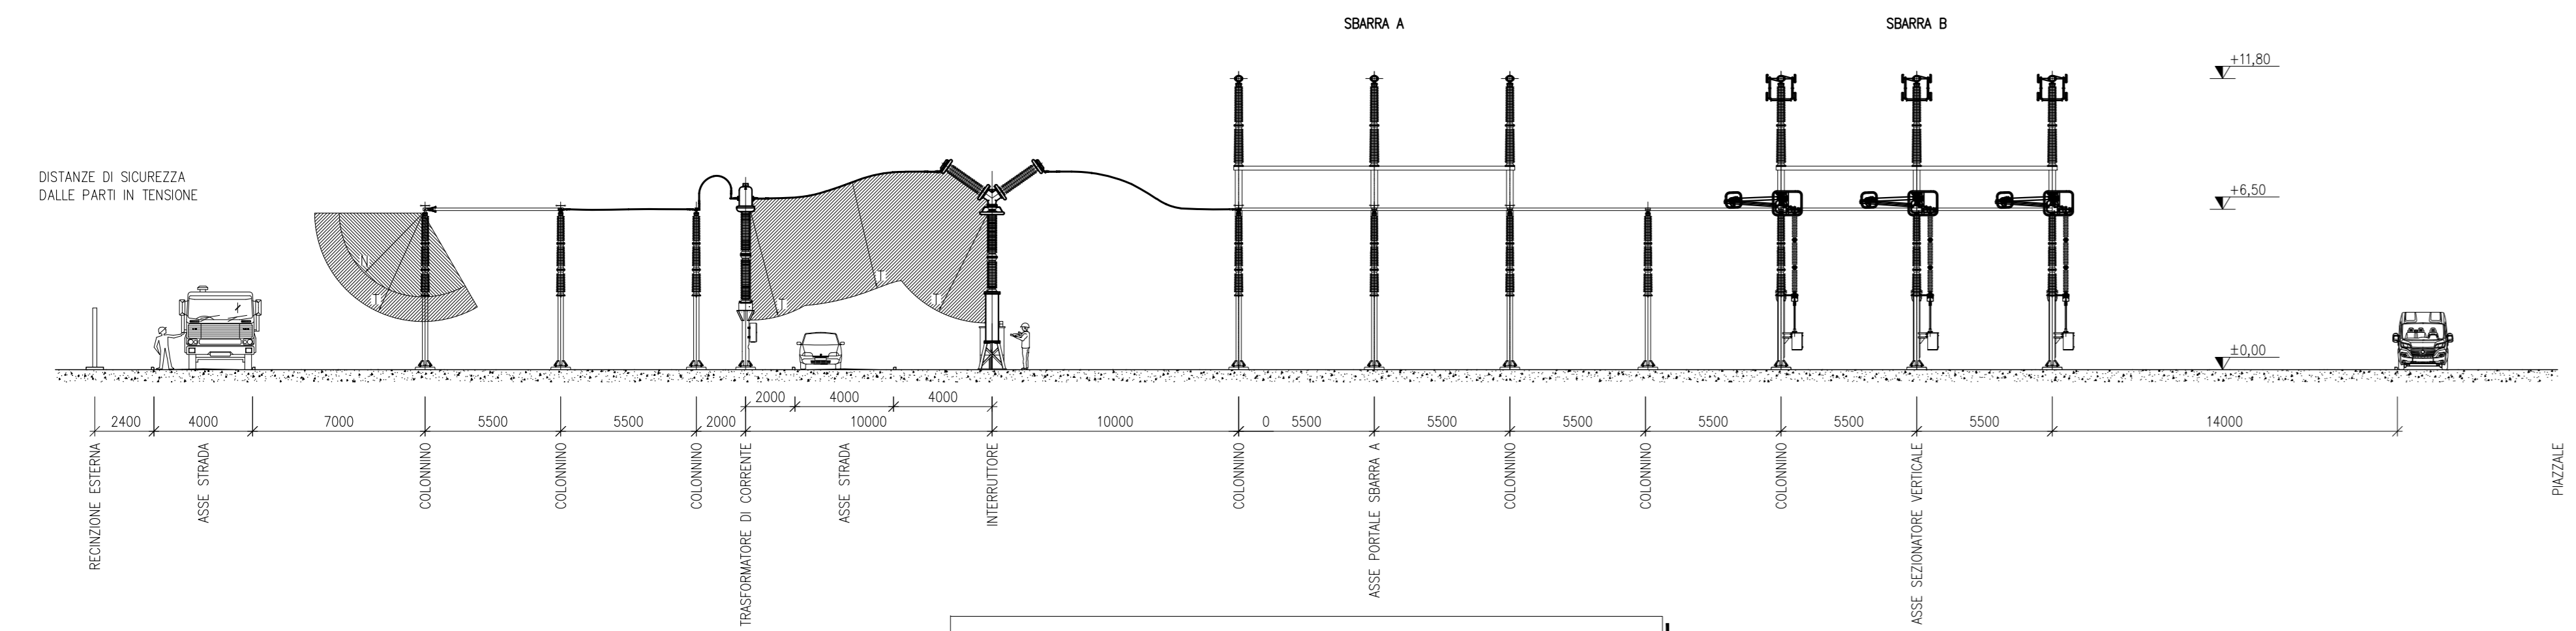 SBARRA A
SBARRA B
+11,80
DISTANZE DI SICUREZZA
DALLE PARTI IN TENSIONE
+6,50
N
T
T
T
T
±0,00
2000
4000
4000
2400
4000
7000
5500
5500
2000
10000
10000
0
5500
5500
5500
5500
5500
5500
14000
RECINZIONE ESTERNA
ASSE STRADA
COLONNINO
COLONNINO
COLONNINO
TRASFORMATORE DI CORRENTE
ASSE STRADA
INTERRUTTORE
COLONNINO
ASSE PORTALE SBARRA A
COLONNINO
COLONNINO
COLONNINO
ASSE SEZIONATORE VERTICALE
PIAZZALE